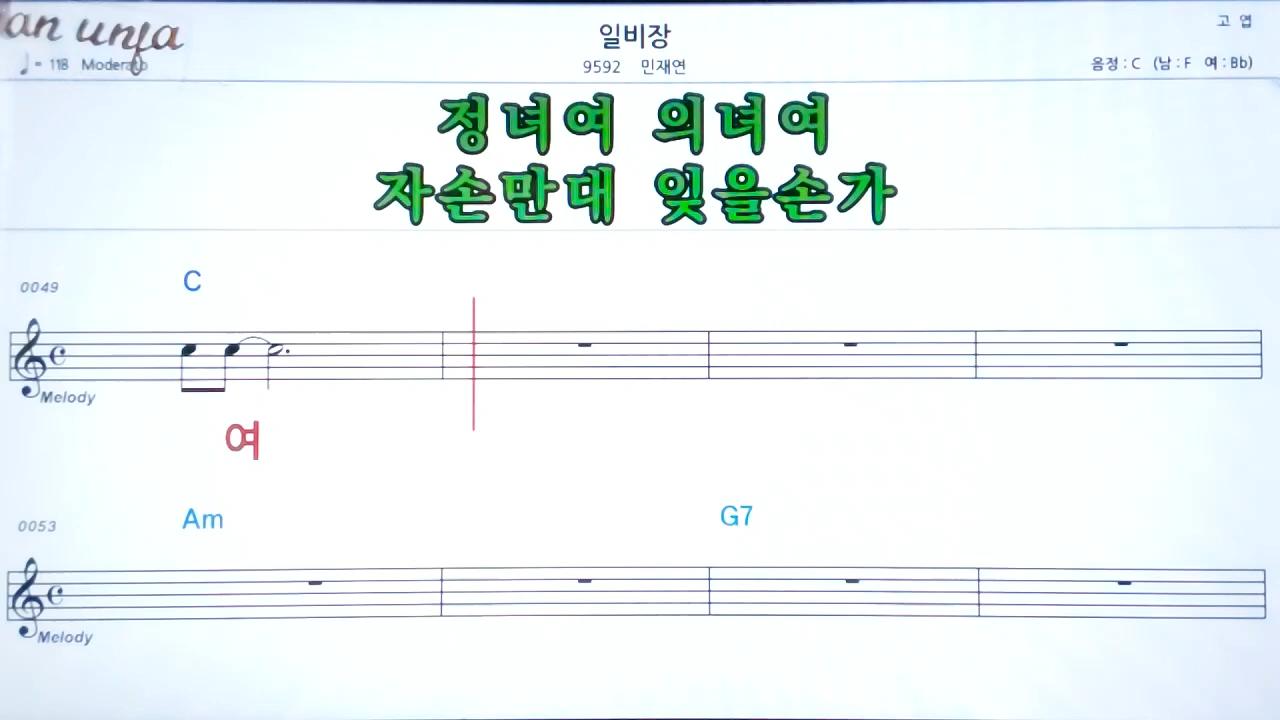 an unfa
일비장
고 엽
♩= 118 Moderato
9592 민재연
음정 : C (남 : F 여 : Bb)
정녀여 의녀여
자손만대 잊을손가
0049
C
Melody
여
0053
Am
G7
Melody